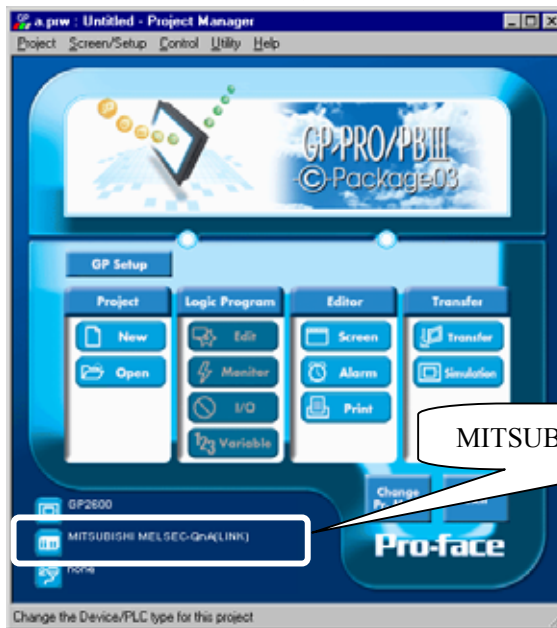 a.prw : Untitled - Project Manager
Project Screen/Setup Control Utility Help
GP-PRO/PBIII
C-Package03
GP Setup
Project
Logic Program
Editor
Transfer
New
Edit
Screen
Transfer
Open
Monitor
Alarm
Simulation
I/O
Print
123 Variable
MITSUB
GP2600
Change
MITSUBISHI MELSEC-QnA(LINK)
Pro-face
none
Change the Device/PLC type for this project